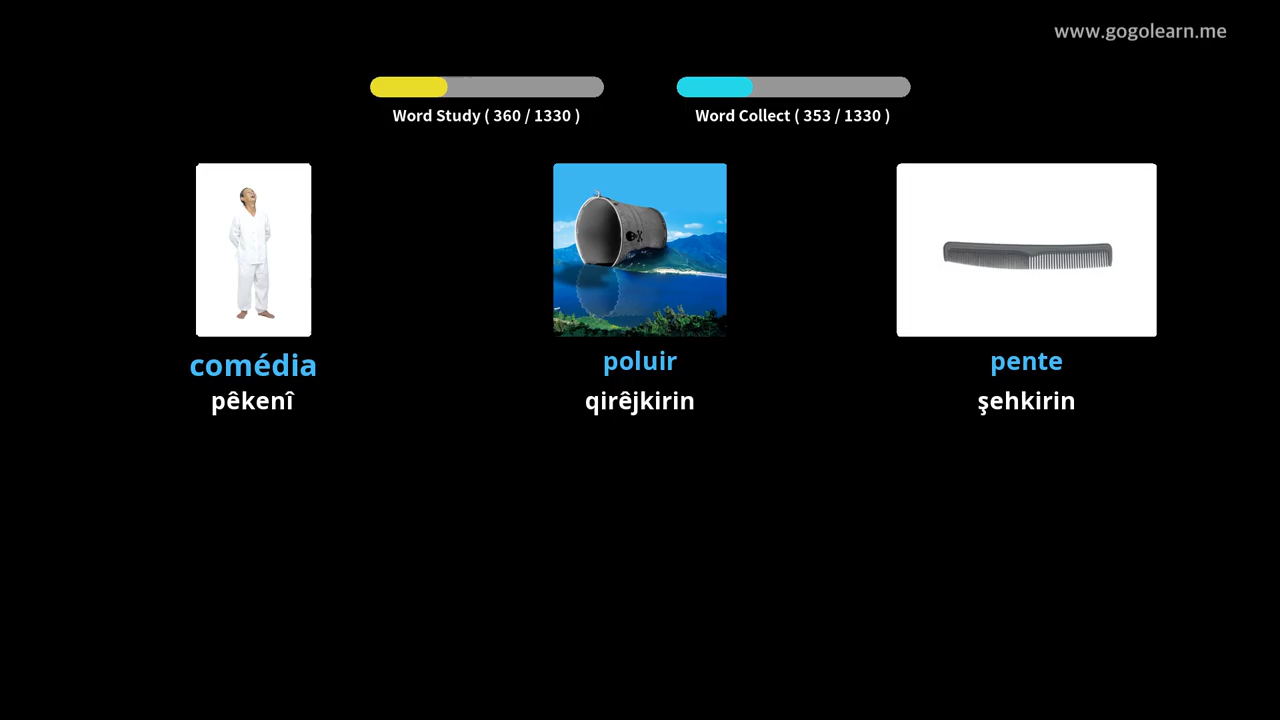 www.gogolearn.me
Word Study ( 360 / 1330 )
Word Collect ( 353 / 1330 )
comédia
pêkenî
poluir
qirêjkirin
pente
şehkirin